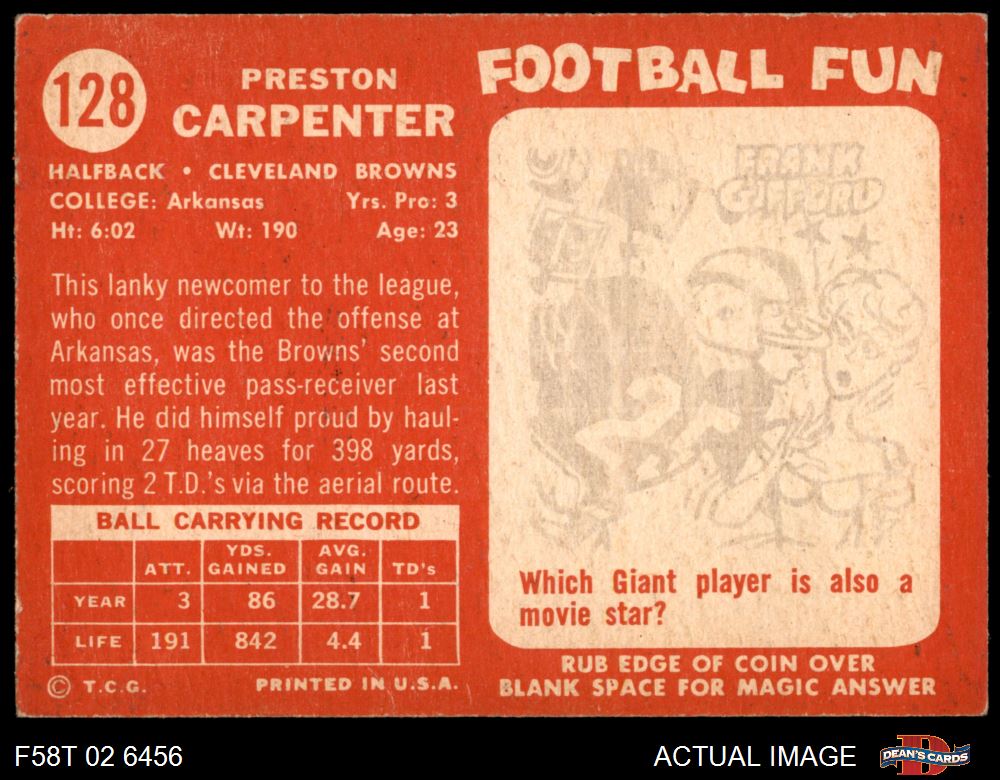 128
PRESTON
CARPENTER
HALFBACK • CLEVELAND BROWNS
COLLEGE: Arkansas Yrs. Pro: 3
Ht: 6:02 Wt: 190 Age: 23
This lanky newcomer to the league,
who once directed the offense at
Arkansas, was the Browns' second
most effective pass-receiver last
year. He did himself proud by haul-
ing in 27 heaves for 398 yards,
scoring 2 T.D.'s via the aerial route.
BALL CARRYING RECORD
ATT. YDS. GAINED AVG. GAIN TD's
YEAR 3 86 28.7 1
LIFE 191 842 4.4 1
© T.C.G. PRINTED IN U.S.A.
FOOTBALL FUN
FRANK
GIFFORD
Which Giant player is also a
movie star?
RUB EDGE OF COIN OVER
BLANK SPACE FOR MAGIC ANSWER
F58T 02 6456
ACTUAL IMAGE
DEAN'S CARDS